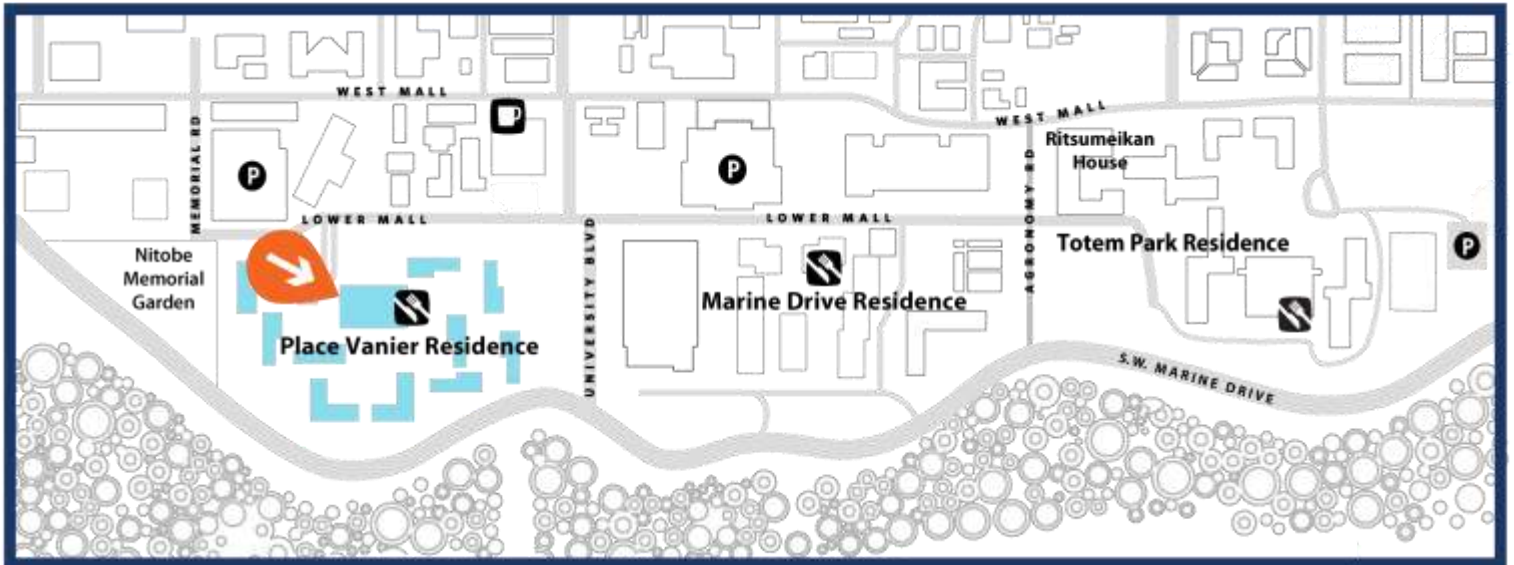 WEST MALL
WEST MALL
MEMORIAL RD
P
P
Ritsumeikan
House
AGRONOMY RD
LOWER MALL
LOWER MALL
UNIVERSITY BLVD
Nitobe
Memorial
Garden
Totem Park Residence
P
Marine Drive Residence
Place Vanier Residence
S.W. MARINE DRIVE